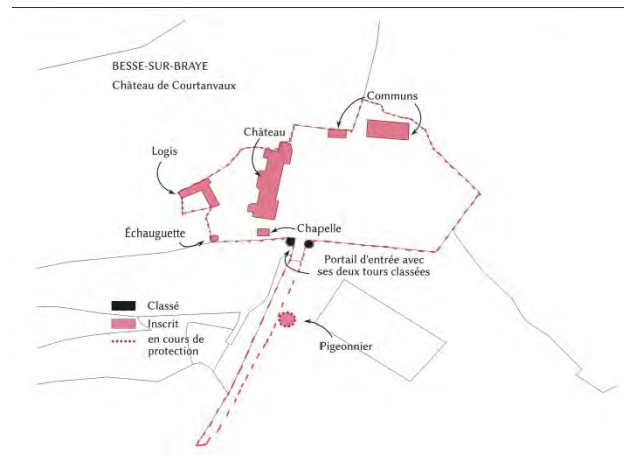 BESSE-SUR-BRAYE
Château de Courtanvaux
Communs
Château
Logis
Chapelle
Échauguette
Portail d'entrée avec
ses deux tours classées
Classé
Inscrit
en cours de
protection
Pigeonnier